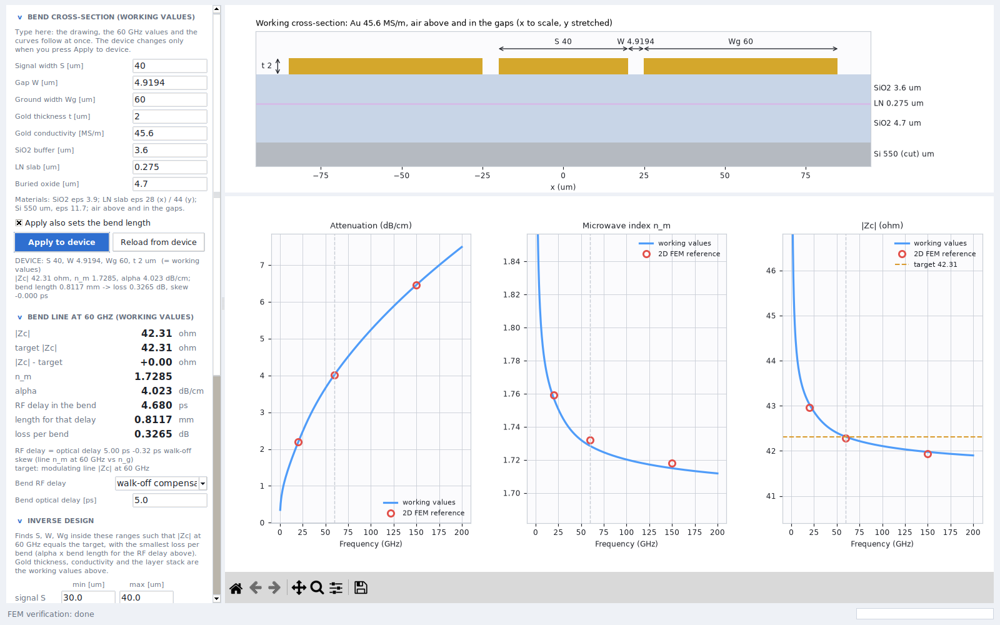 v BEND CROSS-SECTION (WORKING VALUES)
Type here: the drawing, the 60 GHz values and the
curves follow at once. The device changes only
when you press Apply to device.
Signal width S [um] 40
Gap W [um] 4.9194
Ground width Wg [um] 60
Gold thickness t [um] 2
Gold conductivity [MS/m] 45.6
SiO2 buffer [um] 3.6
LN slab [um] 0.275
Buried oxide [um] 4.7
Materials: SiO2 eps 3.9; LN slab eps 28 (x) / 44 (y);
Si 550 um, eps 11.7; air above and in the gaps.
Apply also sets the bend length
Apply to device Reload from device
DEVICE: S 40, W 4.9194, Wg 60, t 2 um (= working
values)
|Zc| 42.31 ohm, n_m 1.7285, alpha 4.023 dB/cm;
bend length 0.8117 mm -> loss 0.3265 dB, skew
-0.000 ps
v BEND LINE AT 60 GHZ (WORKING VALUES)
|Zc| 42.31 ohm
target |Zc| 42.31 ohm
|Zc| - target +0.00 ohm
n_m 1.7285
alpha 4.023 dB/cm
RF delay in the bend 4.680 ps
length for that delay 0.8117 mm
loss per bend 0.3265 dB
RF delay = optical delay 5.00 ps -0.32 ps walk-off
skew (line n_m at 60 GHz vs n_g)
target: modulating line |Zc| at 60 GHz
Bend RF delay walk-off compensa
Bend optical delay [ps] 5.0
v INVERSE DESIGN
Finds S, W, Wg inside these ranges such that |Zc| at
60 GHz equals the target, with the smallest loss per
bend (alpha x bend length for the RF delay above).
Gold thickness, conductivity and the layer stack are
the working values above.
min [um] max [um]
signal S 30.0 40.0
FEM verification: done
Working cross-section: Au 45.6 MS/m, air above and in the gaps (x to scale, y stretched)
S 40 W 4.9194 Wg 60
t 2
SiO2 3.6 um
LN 0.275 um
SiO2 4.7 um
Si 550 (cut) um
−75 −50 −25 0 25 50 75
x (um)
Attenuation (dB/cm)
7
6
5
4
3
2
1
0
working values
2D FEM reference
0 25 50 75 100 125 150 175 200
Frequency (GHz)
Microwave index n_m
working values
2D FEM reference
1.84
1.82
1.80
1.78
1.76
1.74
1.72
1.70
0 25 50 75 100 125 150 175 200
Frequency (GHz)
|Zc| (ohm)
working values
2D FEM reference
target 42.31
46
45
44
43
42
41
0 25 50 75 100 125 150 175 200
Frequency (GHz)